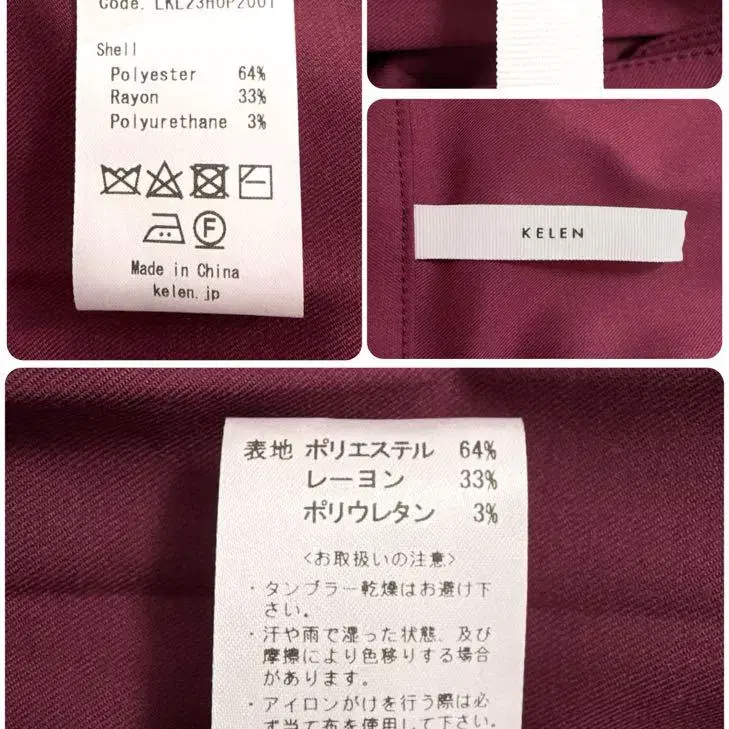 Code. LKL23HOP2001
Shell
Polyester 64%
Rayon 33%
Polyurethane 3%
F
Made in China
kelen.jp
KELEN
表地 ポリエステル 64%
レーヨン 33%
ポリウレタン 3%
〈お取扱いの注意〉
・タンブラー乾燥はお避け下
さい。
・汗や雨で湿った状態、及び
摩擦により色移りする場合
があります。
・アイロンがけを行う際は必
ず当て布を使用して下さい。